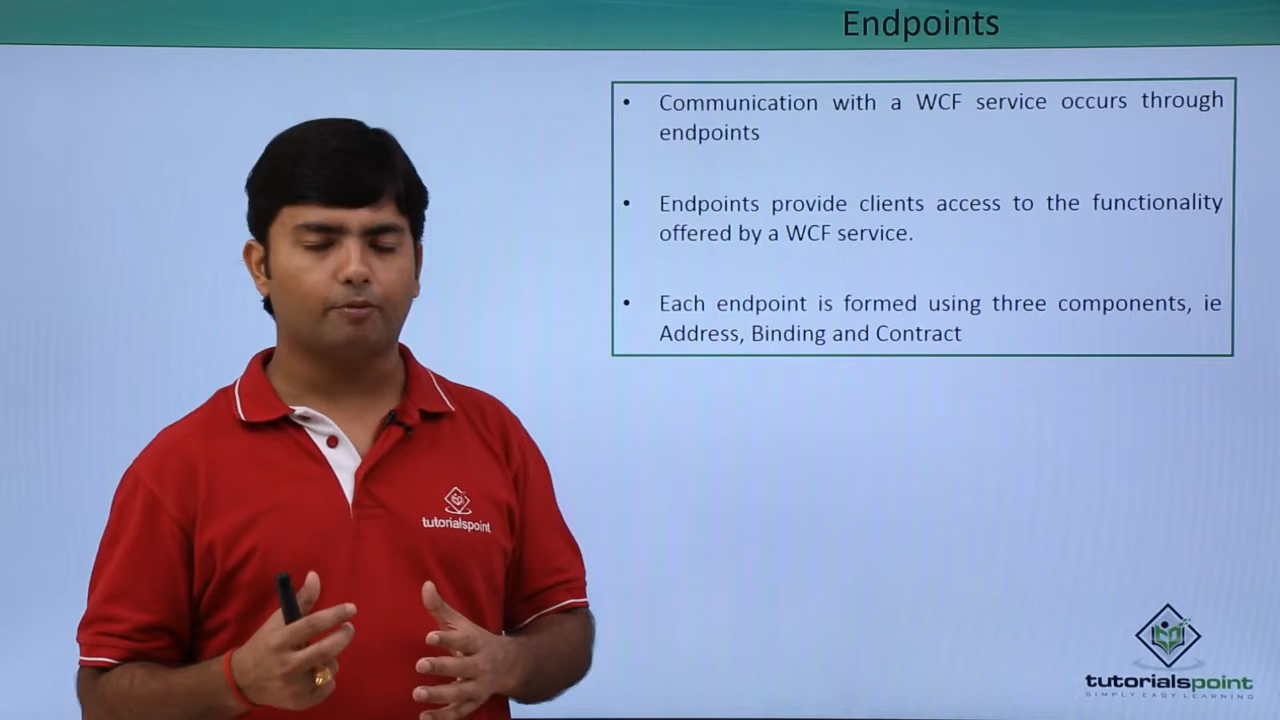 Endpoints
• Communication with a WCF service occurs through
endpoints
• Endpoints provide clients access to the functionality
offered by a WCF service.
• Each endpoint is formed using three components, ie
Address, Binding and Contract
tutorialspoint
tutorialspoint
SIMPLY EASY LEARNING